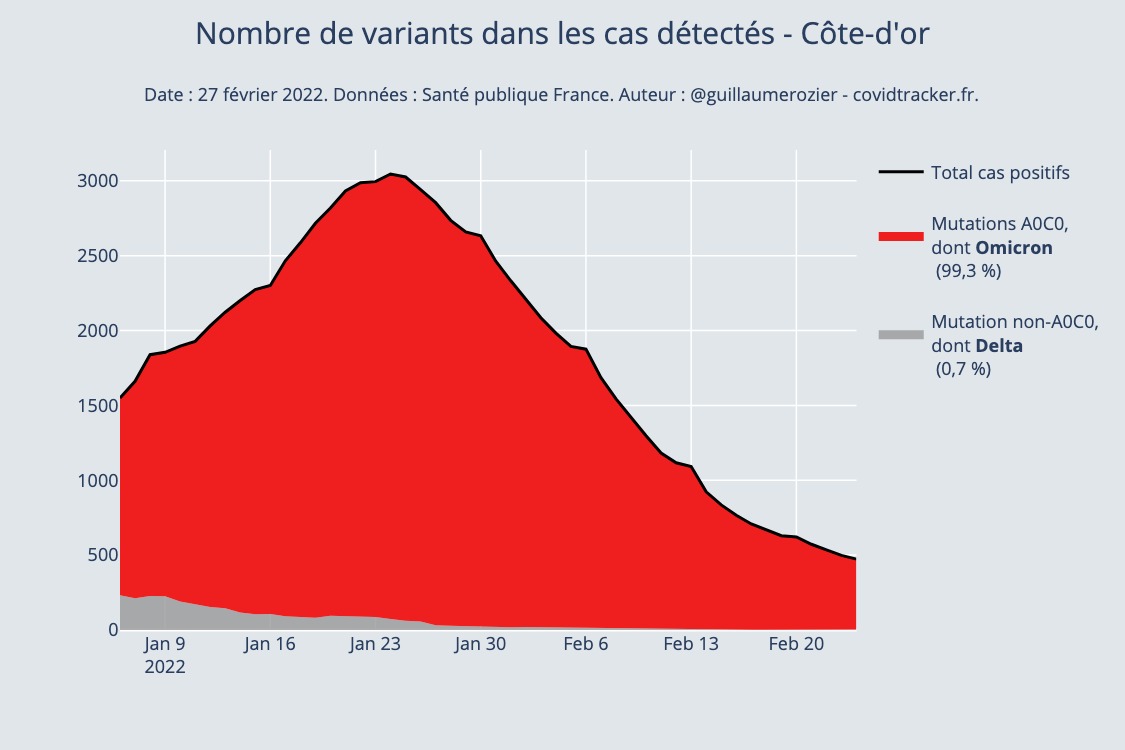 Nombre de variants dans les cas détectés - Côte-d'or
Date : 27 février 2022. Données : Santé publique France. Auteur : @guillaumerozier - covidtracker.fr.
3000
2500
2000
1500
1000
500
0
Jan 9
2022
Jan 16
Jan 23
Jan 30
Feb 6
Feb 13
Feb 20
Total cas positifs
Mutations A0C0,
dont Omicron
(99,3 %)
Mutation non-A0C0,
dont Delta
(0,7 %)